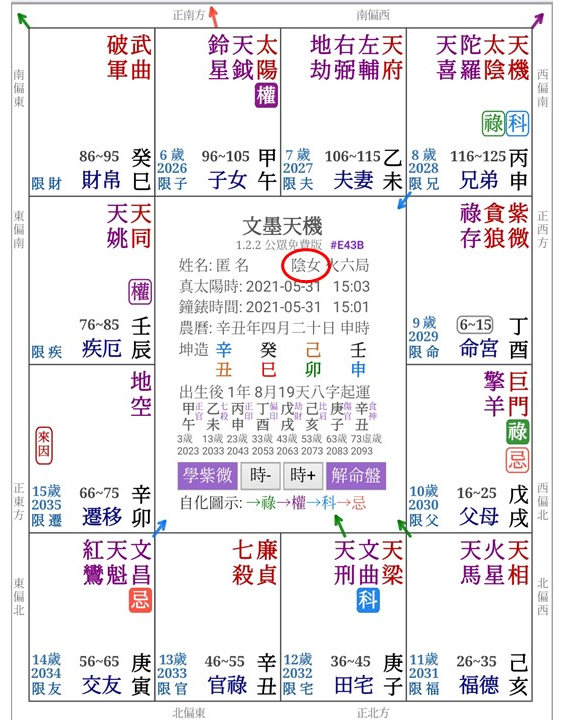 正南方 南偏西
南偏東
破 武
軍 曲
86~95 癸
限財 財帛 巳
鈴 天 太
星 鉞 陽
權
6歲
2026 96~105 甲
限子 子女 午
地 右 左 天
劫 弼 輔 府
7歲
2027 106~115 乙
限夫 夫妻 未
天 陀 太 天
喜 羅 陰 機
祿 科
8歲
2028 116~125 丙
限兄 兄弟 申
西偏南
東偏南
天 天
姚 同
權
76~85 壬
限疾 疾厄 辰
文墨天機
1.2.2 公眾免費版 #E43B
姓名: 匿名 陰女 火六局
真太陽時: 2021-05-31 15:03
鐘錶時間: 2021-05-31 15:01
農曆: 辛丑年四月二十日 申時
坤造 辛 癸 己 壬
丑 巳 卯 申
出生後 1年 8月19天八字起運
甲正官 乙七殺 丙正印 丁偏印 戊劫財 己比肩 庚傷官 辛食神
午 未 申 酉 戌 亥 子 丑
3歲 13歲 23歲 33歲 43歲 53歲 63歲 73虛歲
2023 2033 2043 2053 2063 2073 2083 2093
學紫微 時- 時+ 解命盤
自化圖示: →祿→權→科→忌
祿 貪 紫
存 狼 微
9歲
2029 6~15 丁
限命 命宮 酉
正西方
正東方
地
空
來因
15歲
2035 66~75 辛
限遷 遷移 卯
擎 巨
羊 門
祿
忌
10歲
2030 16~25 戊
限父 父母 戌
西偏北
東偏北
紅 天 文
鸞 魁 昌
忌
14歲
2034 56~65 庚
限友 交友 寅
七 廉
殺 貞
13歲
2033 46~55 辛
限官 官祿 丑
天 文 天
刑 曲 梁
科
12歲
2032 36~45 庚
限宅 田宅 子
天 火 天
馬 星 相
11歲
2031 26~35 己
限福 福德 亥
北偏西
北偏東 正北方